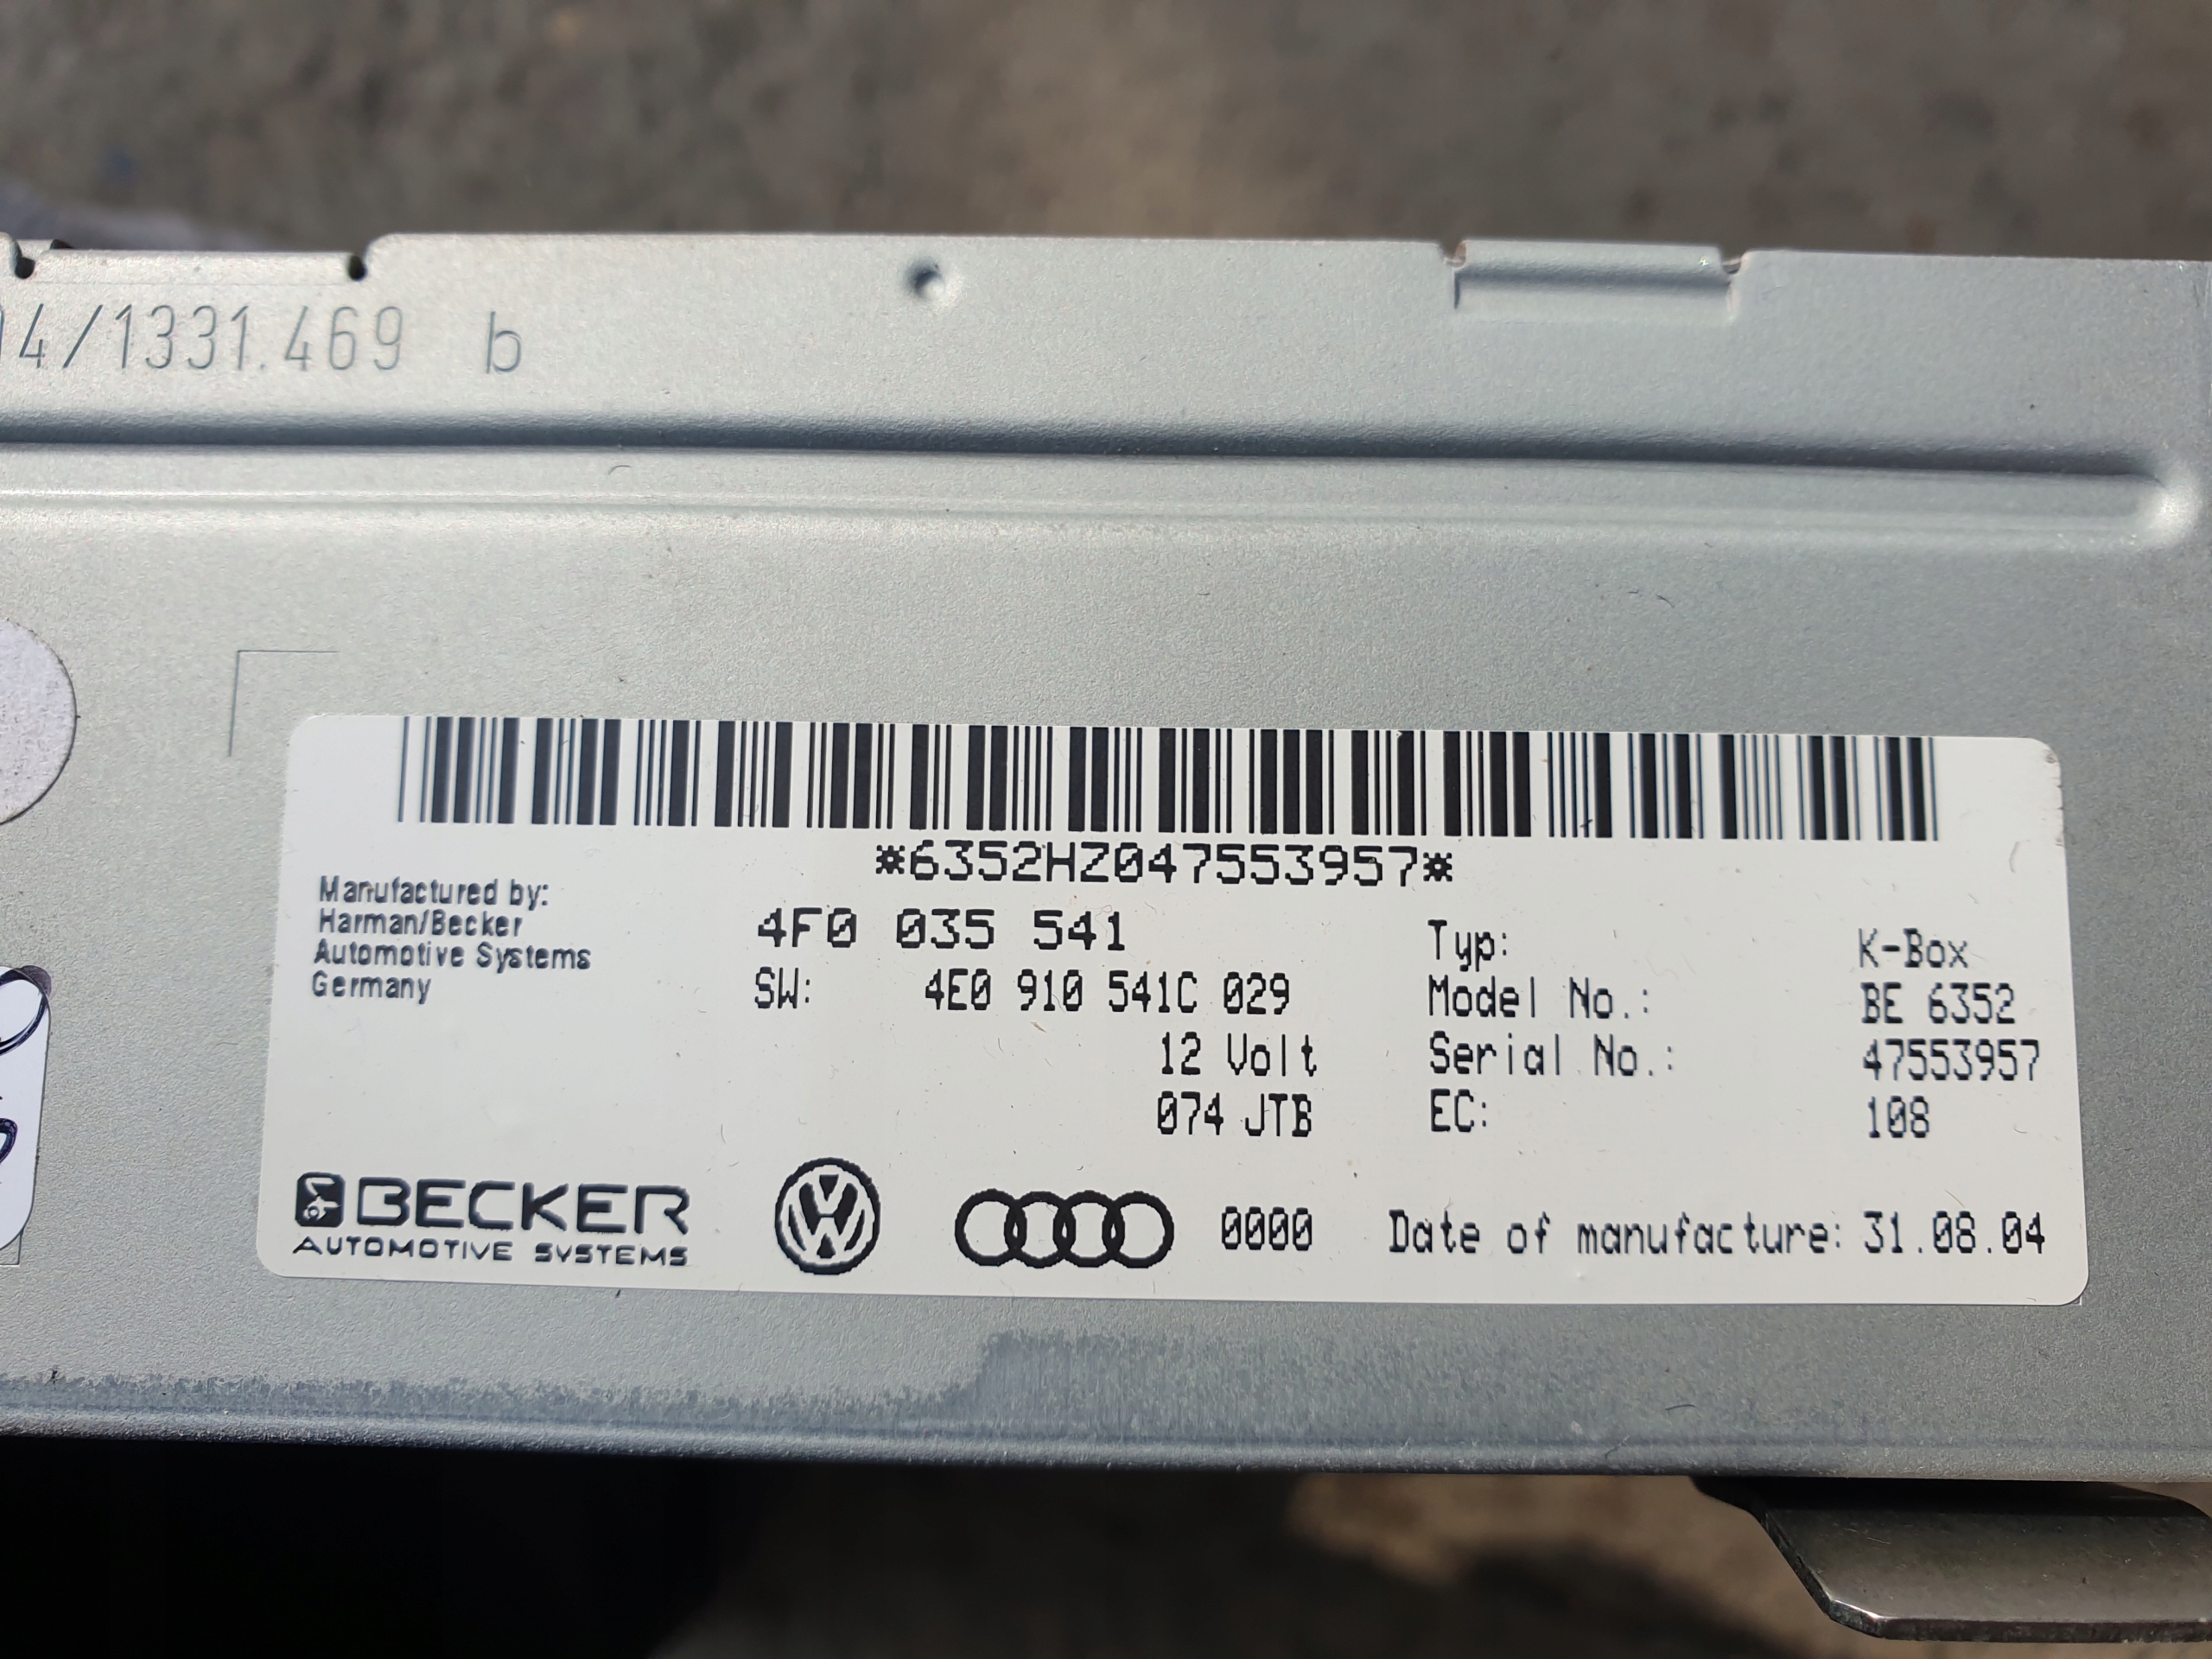 4/1331.469 b
*6352HZ047553957*
Manufactured by:
Harman/Becker
Automotive Systems
Germany
4F0 035 541
SW: 4E0 910 541C 029
12 Volt
074 JTB
Typ: K-Box
Model No.: BE 6352
Serial No.: 47553957
EC: 108
BECKER
AUTOMOTIVE SYSTEMS
0000
Date of manufacture: 31.08.04